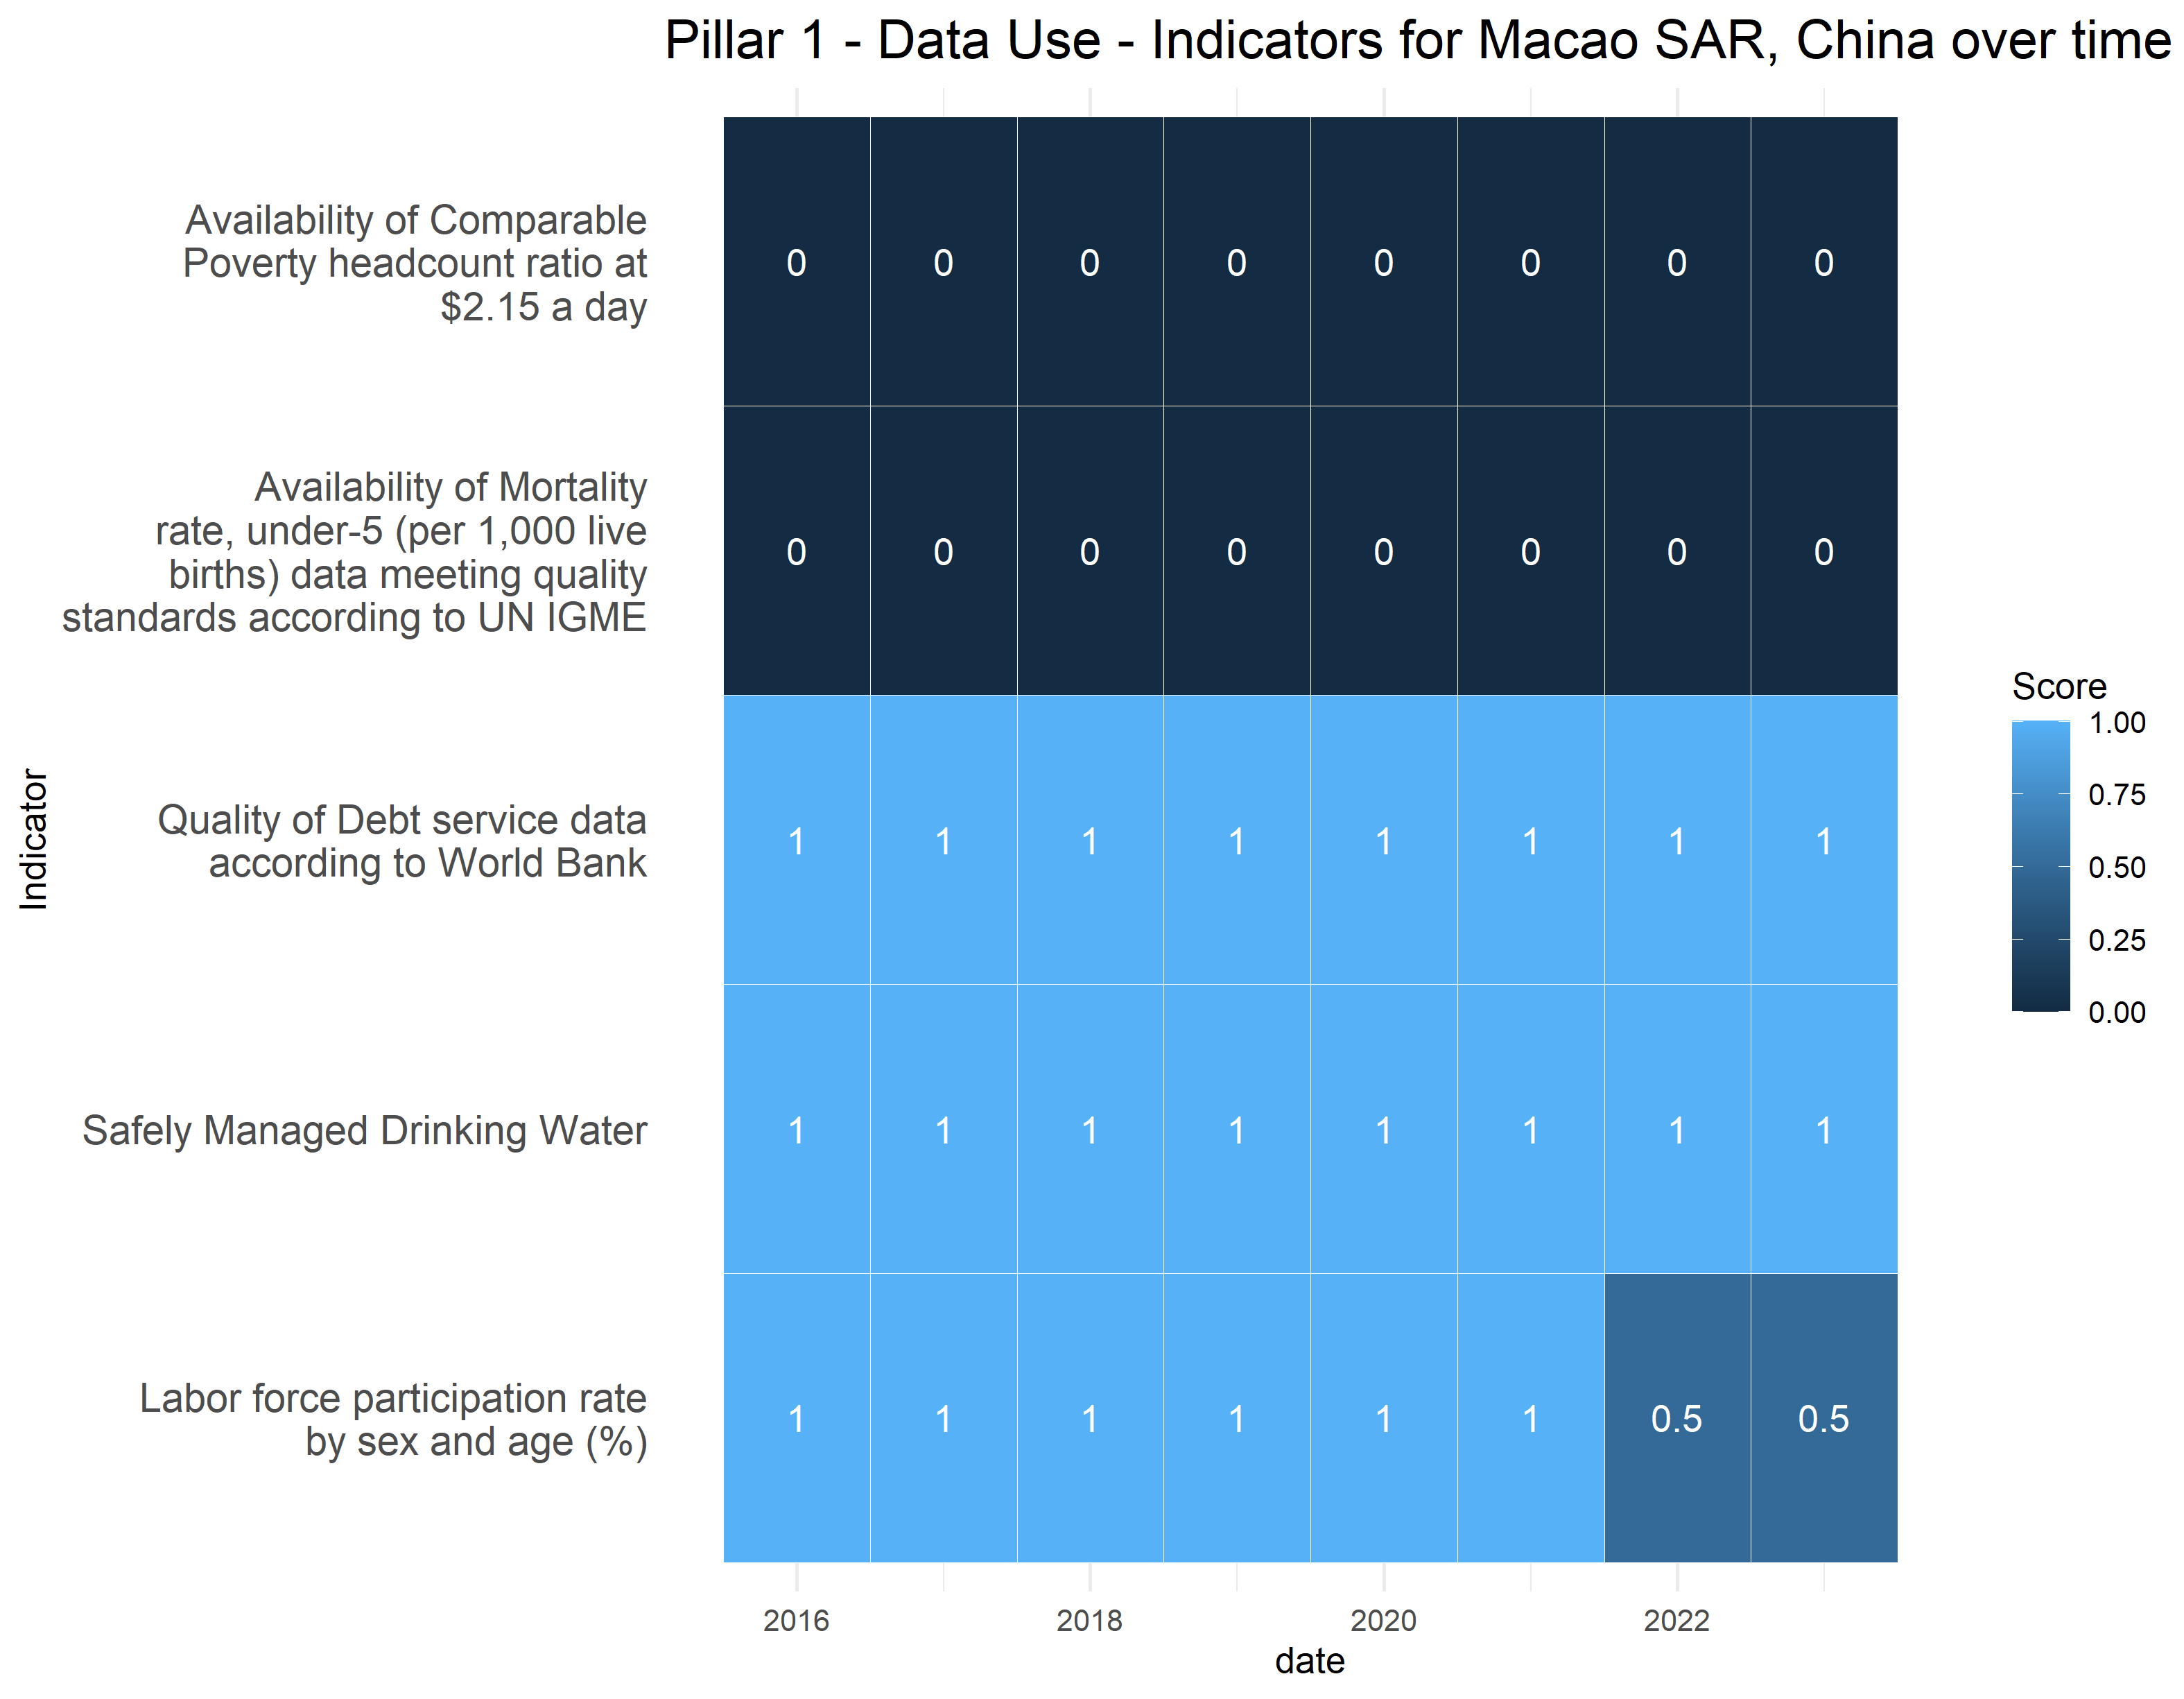 Pillar 1 - Data Use - Indicators for Macao SAR, China over time
Indicator
Availability of Comparable
Poverty headcount ratio at
$2.15 a day
0 0 0 0 0 0 0 0
Availability of Mortality
rate, under-5 (per 1,000 live
births) data meeting quality
standards according to UN IGME
0 0 0 0 0 0 0 0
Quality of Debt service data
according to World Bank
1 1 1 1 1 1 1 1
Safely Managed Drinking Water
1 1 1 1 1 1 1 1
Labor force participation rate
by sex and age (%)
1 1 1 1 1 1 0.5 0.5
2016 2018 2020 2022
date
Score
1.00
0.75
0.50
0.25
0.00